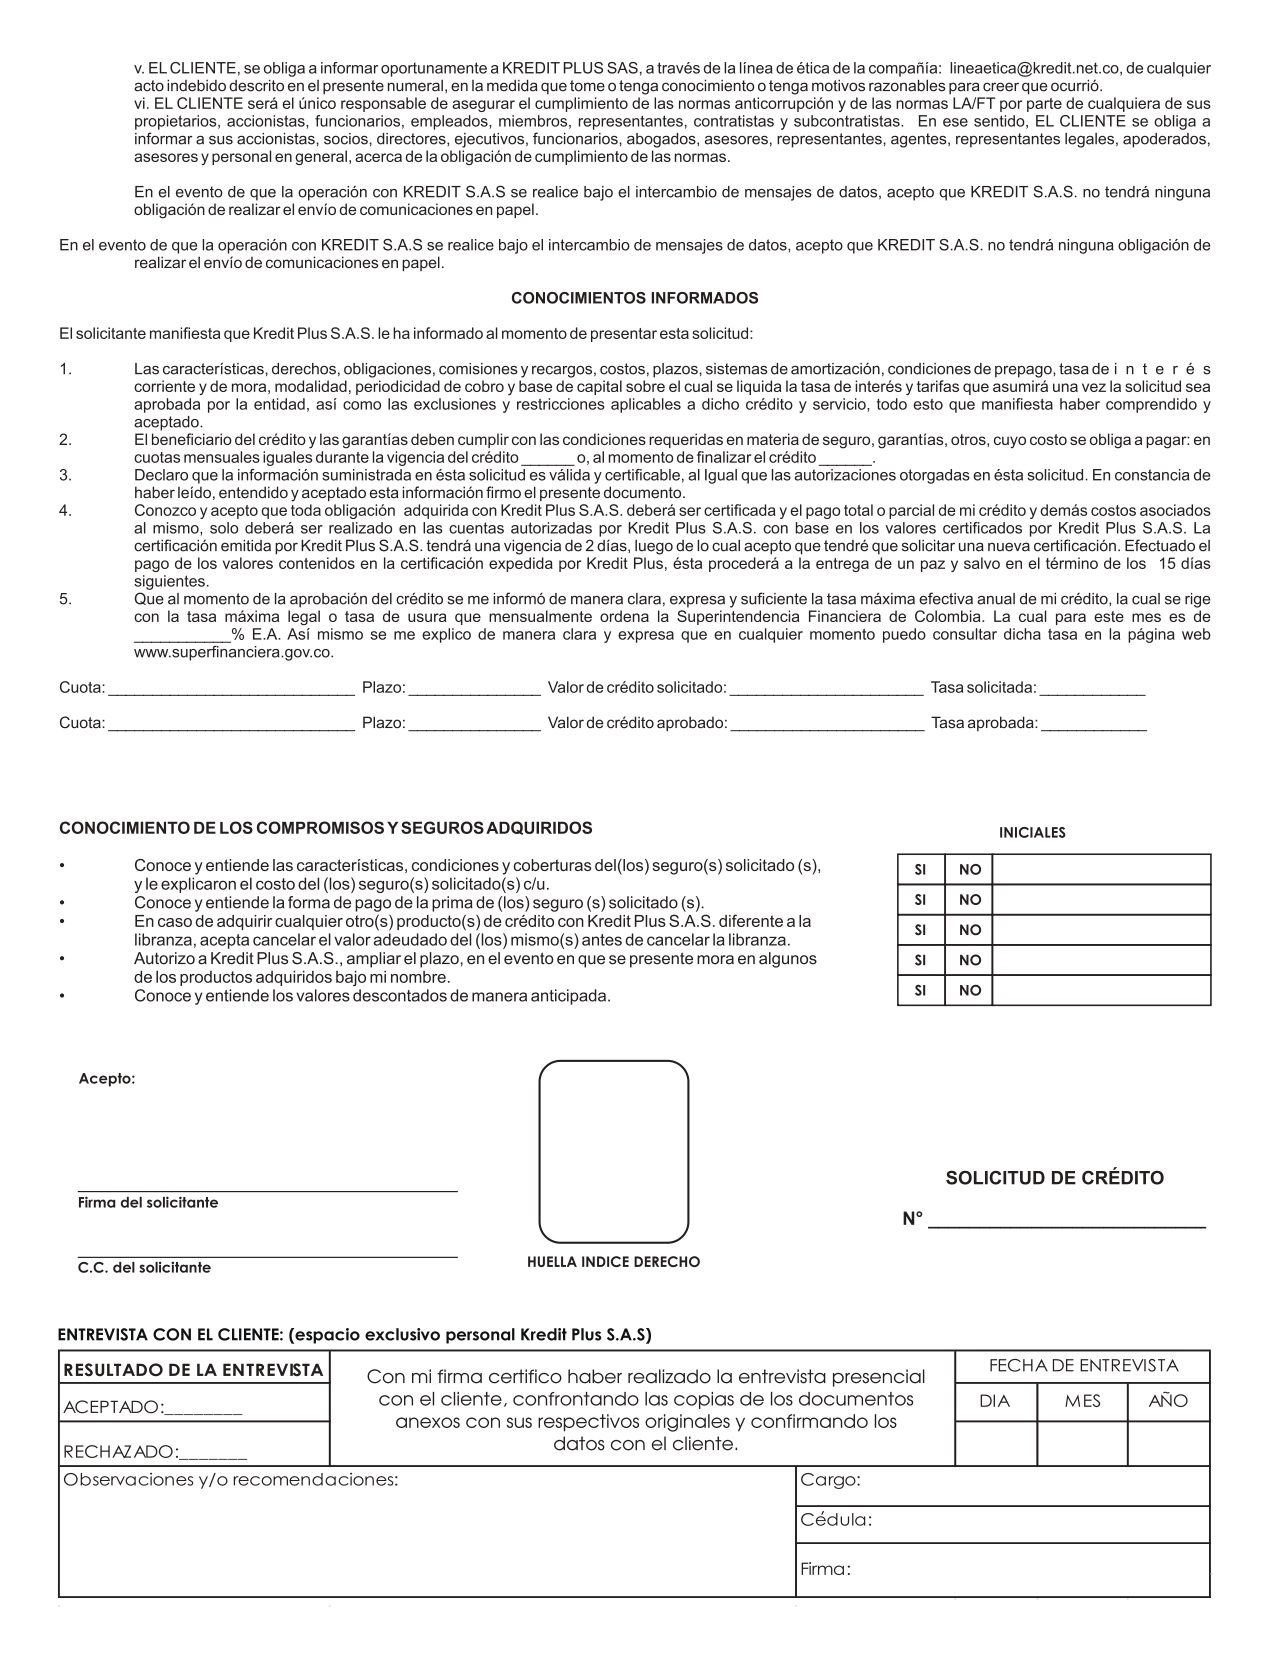 v. EL CLIENTE, se obliga a informar oportunamente a KREDIT PLUS SAS, a través de la línea de ética de la compañía: lineaetica@kredit.net.co, de cualquier
acto indebido descrito en el presente numeral, en la medida que tome o tenga conocimiento o tenga motivos razonables para creer que ocurrió.
vi. EL CLIENTE será el único responsable de asegurar el cumplimiento de las normas anticorrupción y de las normas LA/FT por parte de cualquiera de sus
propietarios, accionistas, funcionarios, empleados, miembros, representantes, contratistas y subcontratistas. En ese sentido, EL CLIENTE se obliga a
informar a sus accionistas, socios, directores, ejecutivos, funcionarios, abogados, asesores, representantes, agentes, representantes legales, apoderados,
asesores y personal en general, acerca de la obligación de cumplimiento de las normas.
En el evento de que la operación con KREDIT S.A.S se realice bajo el intercambio de mensajes de datos, acepto que KREDIT S.A.S. no tendrá ninguna
obligación de realizar el envío de comunicaciones en papel.
En el evento de que la operación con KREDIT S.A.S se realice bajo el intercambio de mensajes de datos, acepto que KREDIT S.A.S. no tendrá ninguna obligación de
realizar el envío de comunicaciones en papel.
CONOCIMIENTOS INFORMADOS
El solicitante manifiesta que Kredit Plus S.A.S. le ha informado al momento de presentar esta solicitud:
1. Las características, derechos, obligaciones, comisiones y recargos, costos, plazos, sistemas de amortización, condiciones de prepago, tasa de i n t e r é s
corriente y de mora, modalidad, periodicidad de cobro y base de capital sobre el cual se liquida la tasa de interés y tarifas que asumirá una vez la solicitud sea
aprobada por la entidad, así como las exclusiones y restricciones aplicables a dicho crédito y servicio, todo esto que manifiesta haber comprendido y
aceptado.
2. El beneficiario del crédito y las garantías deben cumplir con las condiciones requeridas en materia de seguro, garantías, otros, cuyo costo se obliga a pagar: en
cuotas mensuales iguales durante la vigencia del crédito ______ o, al momento de finalizar el crédito ______.
3. Declaro que la información suministrada en ésta solicitud es válida y certificable, al Igual que las autorizaciones otorgadas en ésta solicitud. En constancia de
haber leído, entendido y aceptado esta información firmo el presente documento.
4. Conozco y acepto que toda obligación adquirida con Kredit Plus S.A.S. deberá ser certificada y el pago total o parcial de mi crédito y demás costos asociados
al mismo, solo deberá ser realizado en las cuentas autorizadas por Kredit Plus S.A.S. con base en los valores certificados por Kredit Plus S.A.S. La
certificación emitida por Kredit Plus S.A.S. tendrá una vigencia de 2 días, luego de lo cual acepto que tendré que solicitar una nueva certificación. Efectuado el
pago de los valores contenidos en la certificación expedida por Kredit Plus, ésta procederá a la entrega de un paz y salvo en el término de los 15 días
siguientes.
5. Que al momento de la aprobación del crédito se me informó de manera clara, expresa y suficiente la tasa máxima efectiva anual de mi crédito, la cual se rige
con la tasa máxima legal o tasa de usura que mensualmente ordena la Superintendencia Financiera de Colombia. La cual para este mes es de
___________% E.A. Así mismo se me explico de manera clara y expresa que en cualquier momento puedo consultar dicha tasa en la página web
www.superfinanciera.gov.co.
Cuota: ____________________________ Plazo: _______________ Valor de crédito solicitado: ______________________ Tasa solicitada: ____________
Cuota: ____________________________ Plazo: _______________ Valor de crédito aprobado: ______________________ Tasa aprobada: ____________
CONOCIMIENTO DE LOS COMPROMISOS Y SEGUROS ADQUIRIDOS
INICIALES
• Conoce y entiende las características, condiciones y coberturas del(los) seguro(s) solicitado (s),
y le explicaron el costo del (los) seguro(s) solicitado(s) c/u.
• Conoce y entiende la forma de pago de la prima de (los) seguro (s) solicitado (s).
• En caso de adquirir cualquier otro(s) producto(s) de crédito con Kredit Plus S.A.S. diferente a la
libranza, acepta cancelar el valor adeudado del (los) mismo(s) antes de cancelar la libranza.
• Autorizo a Kredit Plus S.A.S., ampliar el plazo, en el evento en que se presente mora en algunos
de los productos adquiridos bajo mi nombre.
• Conoce y entiende los valores descontados de manera anticipada.
SI NO
SI NO
SI NO
SI NO
SI NO
Acepto:
Firma del solicitante
C.C. del solicitante
HUELLA INDICE DERECHO
SOLICITUD DE CRÉDITO
N° ____________________________
ENTREVISTA CON EL CLIENTE: (espacio exclusivo personal Kredit Plus S.A.S)
RESULTADO DE LA ENTREVISTA
ACEPTADO:________
RECHAZADO:_______
Con mi firma certifico haber realizado la entrevista presencial
con el cliente, confrontando las copias de los documentos
anexos con sus respectivos originales y confirmando los
datos con el cliente.
FECHA DE ENTREVISTA
DIA MES AÑO
Observaciones y/o recomendaciones:
Cargo:
Cédula:
Firma: